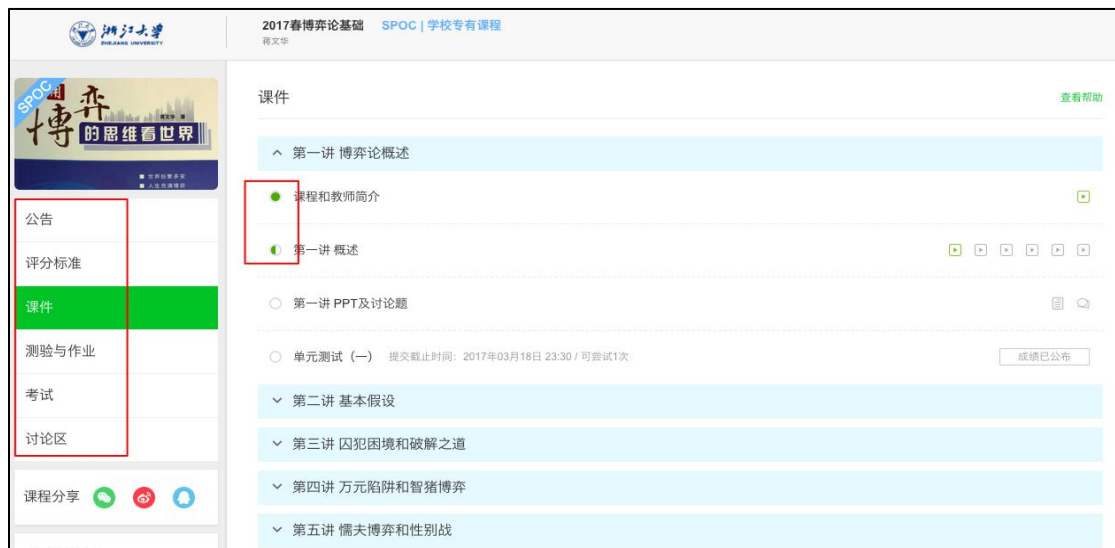 浙江大学
ZHEJIANG UNIVERSITY
2017春博弈论基础 SPOC | 学校专有课程
蒋文华
SPOC
博弈
的思维看世界
课件
查看帮助
第一讲 博弈论概述
课程和教师简介
第一讲 概述
第一讲 PPT及讨论题
单元测试（一） 提交截止时间：2017年03月18日 23:30 / 可尝试1次
成绩已公布
第二讲 基本假设
第三讲 囚犯困境和破解之道
第四讲 万元陷阱和智猪博弈
第五讲 懦夫博弈和性别战
公告
评分标准
课件
测验与作业
考试
讨论区
课程分享